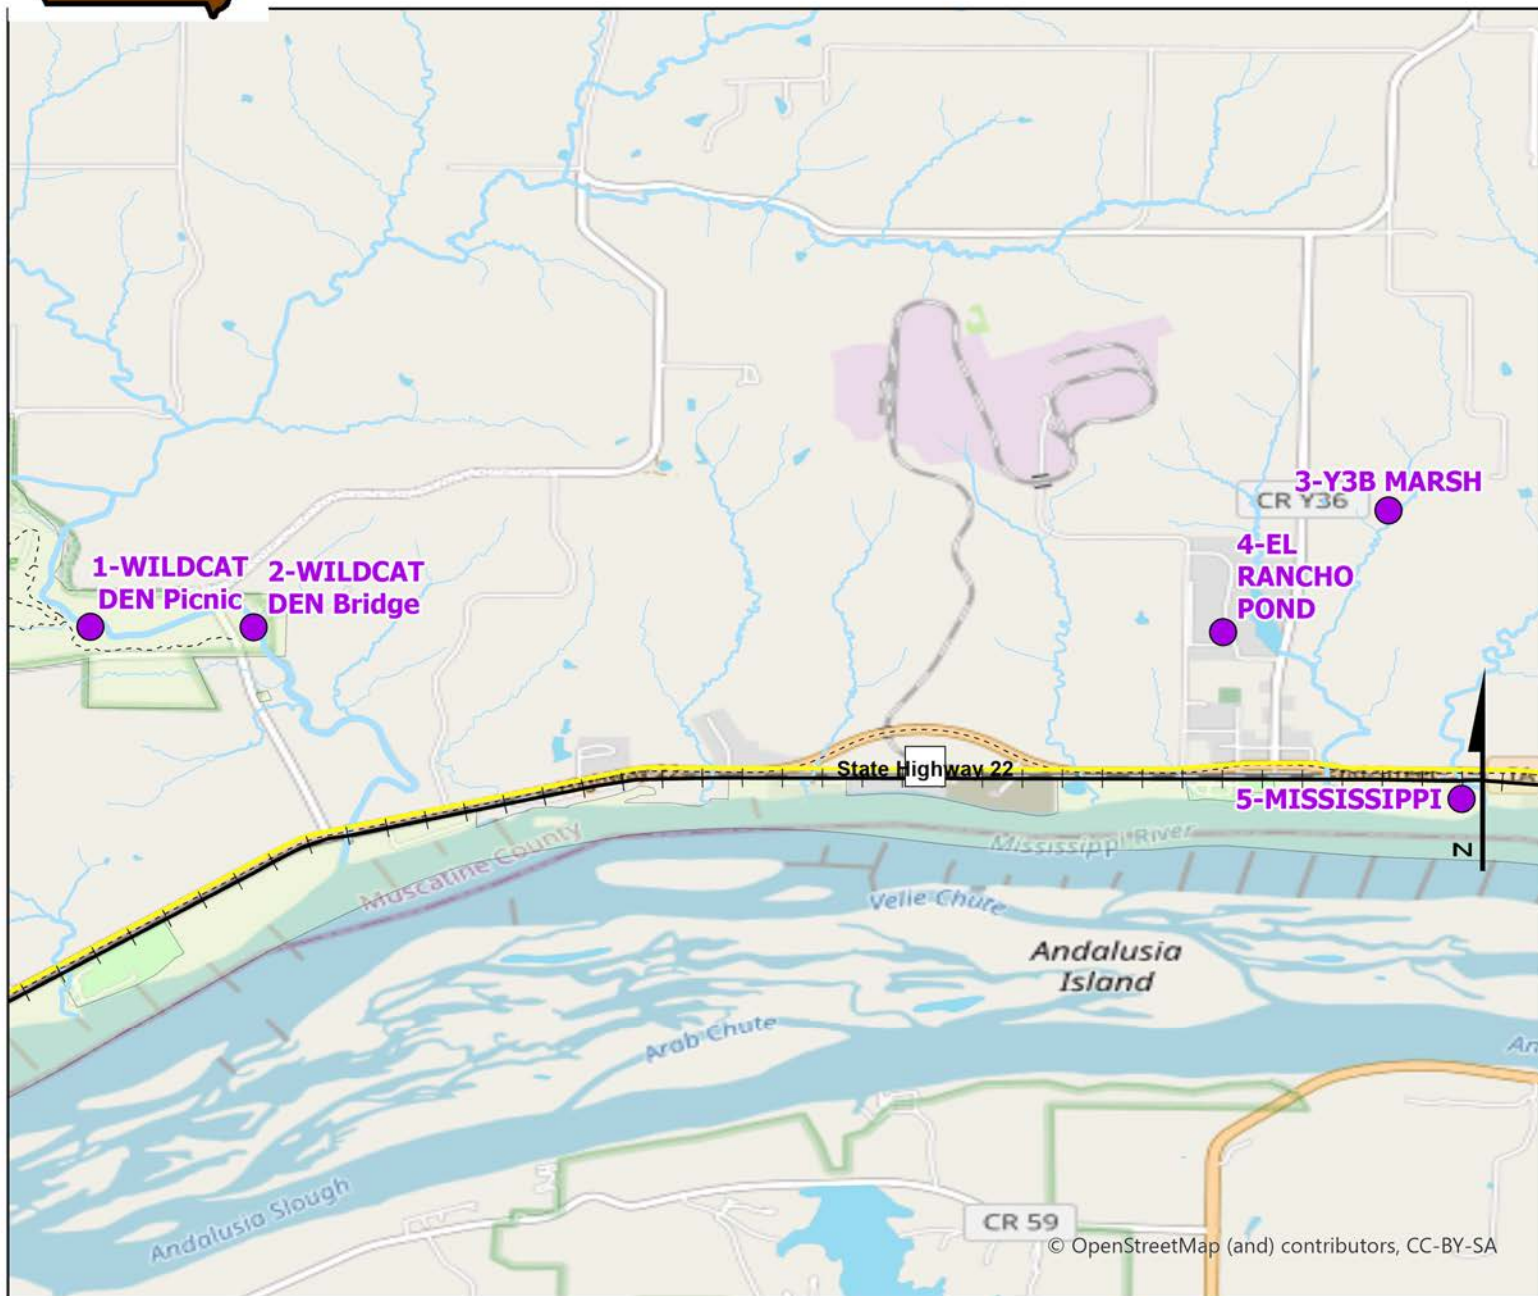 3-Y3B MARSH
CR Y36
4-EL
RANCHO
POND
1-WILDCAT
DEN Picnic
2-WILDCAT
DEN Bridge
State Highway 22
5-MISSISSIPPI
Mississippi River
N
Muscatine County
Velie Chute
Andalusia
Island
Arab Chute
An
Andalusia Slough
CR 59
© OpenStreetMap (and) contributors, CC-BY-SA